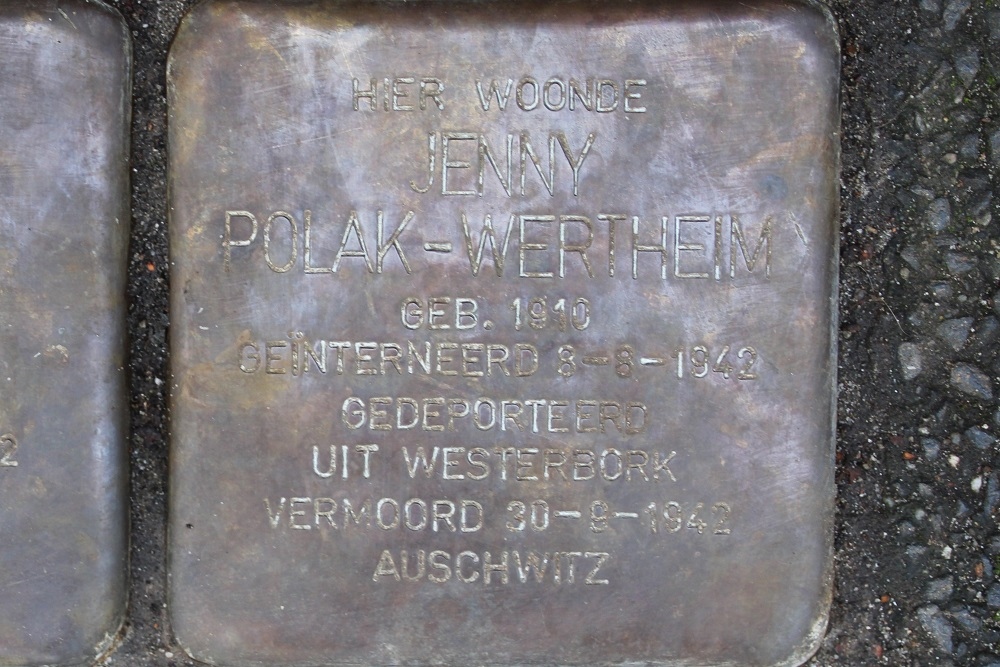 HIER WOONDE
JENNY
POLAK-WERTHEIM
GEB. 1910
GEÏNTERNEERD 8-8-1942
GEDEPORTEERD
UIT WESTERBORK
VERMOORD 30-9-1942
AUSCHWITZ
2